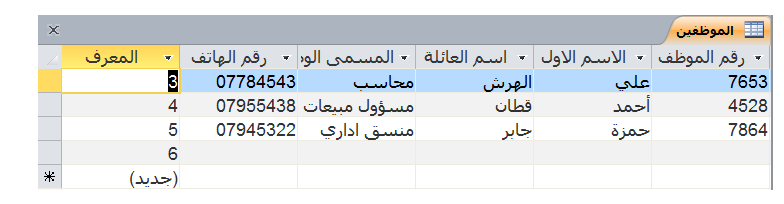 الموظفين
رقم الموظف الاسم الاول اسم العائلة المسمى الوظ رقم الهاتف المعرف
7653 علي الهرش محاسب 07784543 3
4528 أحمد قطان مسؤول مبيعات 07955438 4
7864 حمزة جابر منسق اداري 07945322 5
6
(جديد)